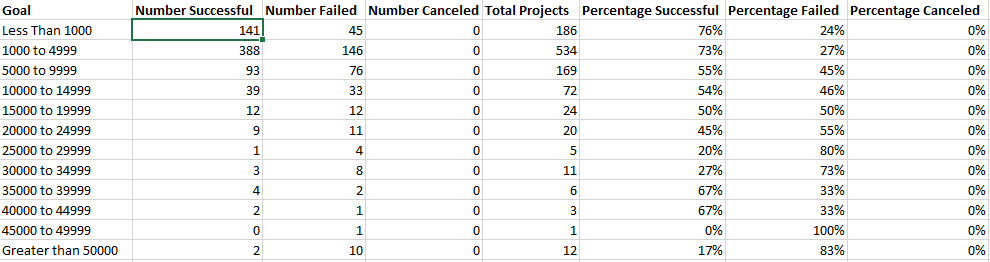 Goal Number Successful Number Failed Number Canceled Total Projects Percentage Successful Percentage Failed Percentage Canceled
Less Than 1000 141 45 0 186 76% 24% 0%
1000 to 4999 388 146 0 534 73% 27% 0%
5000 to 9999 93 76 0 169 55% 45% 0%
10000 to 14999 39 33 0 72 54% 46% 0%
15000 to 19999 12 12 0 24 50% 50% 0%
20000 to 24999 9 11 0 20 45% 55% 0%
25000 to 29999 1 4 0 5 20% 80% 0%
30000 to 34999 3 8 0 11 27% 73% 0%
35000 to 39999 4 2 0 6 67% 33% 0%
40000 to 44999 2 1 0 3 67% 33% 0%
45000 to 49999 0 1 0 1 0% 100% 0%
Greater than 50000 2 10 0 12 17% 83% 0%